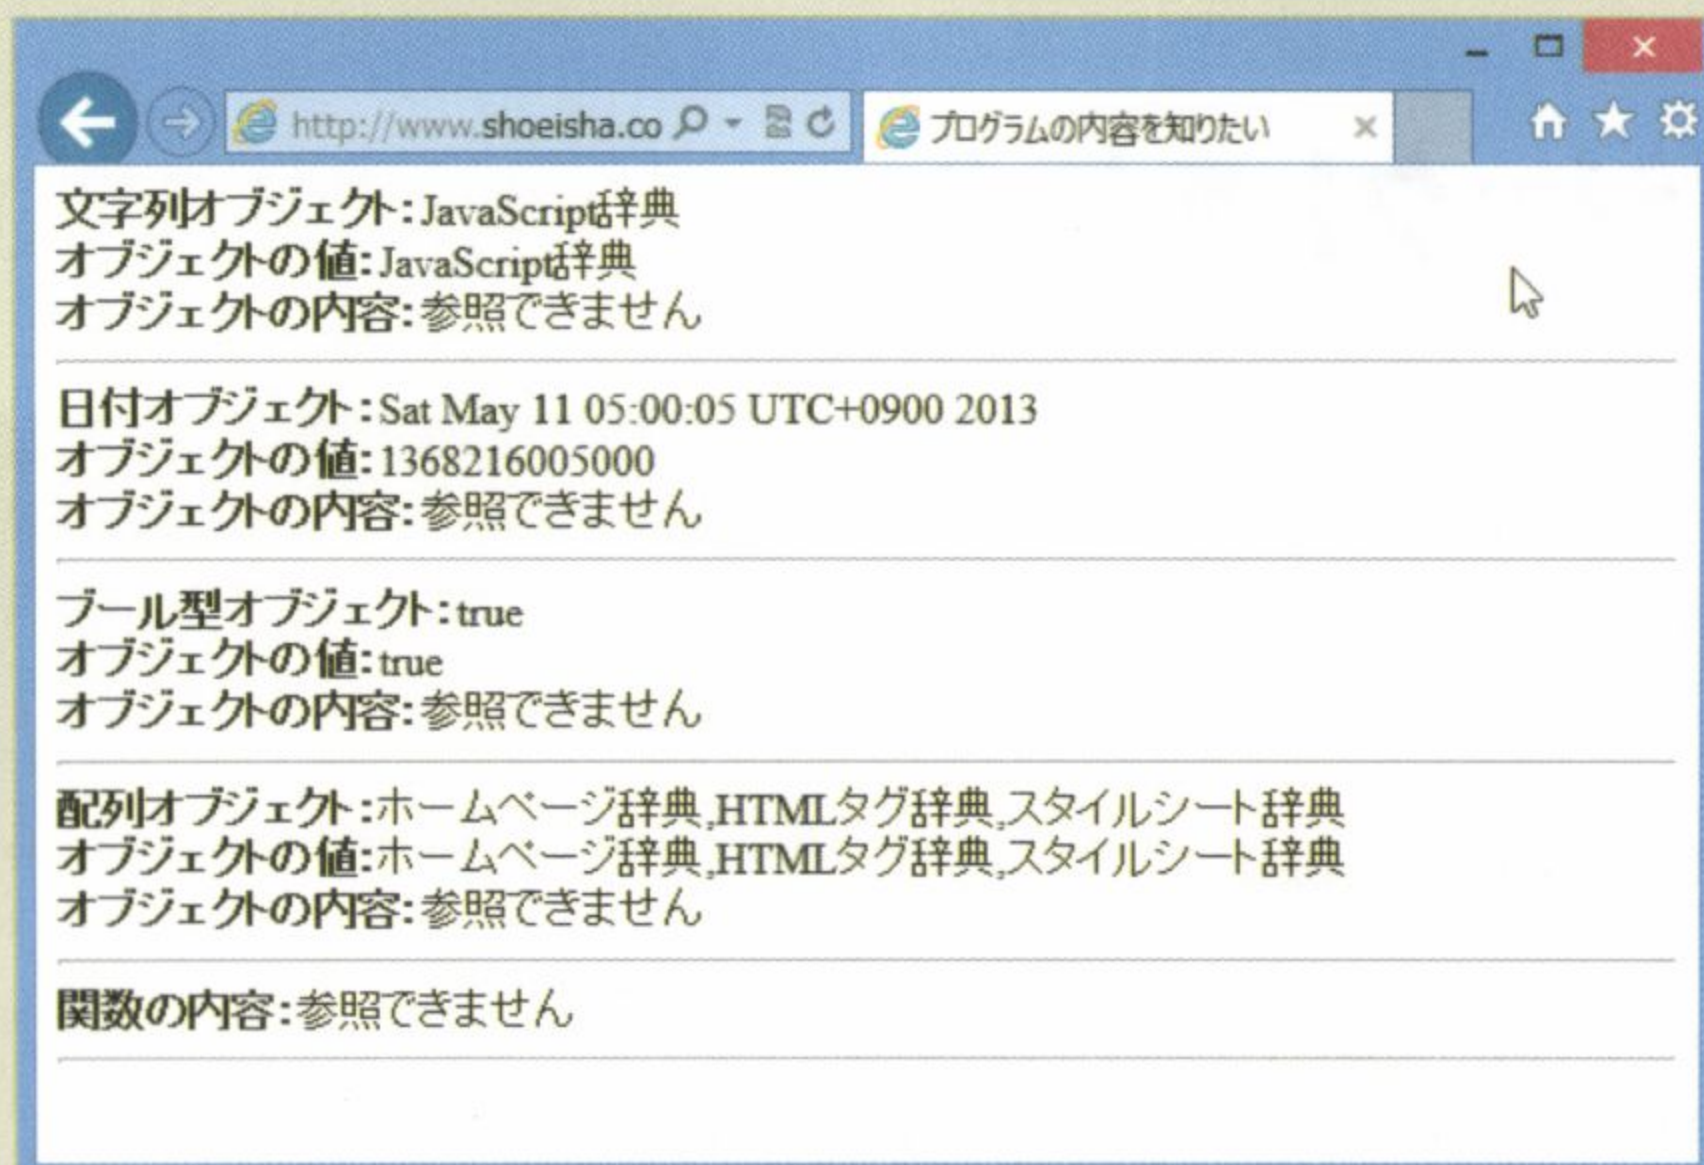 http://www.shoeisha.co
プログラムの内容を知りたい
文字列オブジェクト:JavaScript辞典
オブジェクトの値:JavaScript辞典
オブジェクトの内容:参照できません
日付オブジェクト:Sat May 11 05:00:05 UTC+0900 2013
オブジェクトの値:1368216005000
オブジェクトの内容:参照できません
ブール型オブジェクト:true
オブジェクトの値:true
オブジェクトの内容:参照できません
配列オブジェクト:ホームページ辞典,HTMLタグ辞典,スタイルシート辞典
オブジェクトの値:ホームページ辞典,HTMLタグ辞典,スタイルシート辞典
オブジェクトの内容:参照できません
関数の内容:参照できません